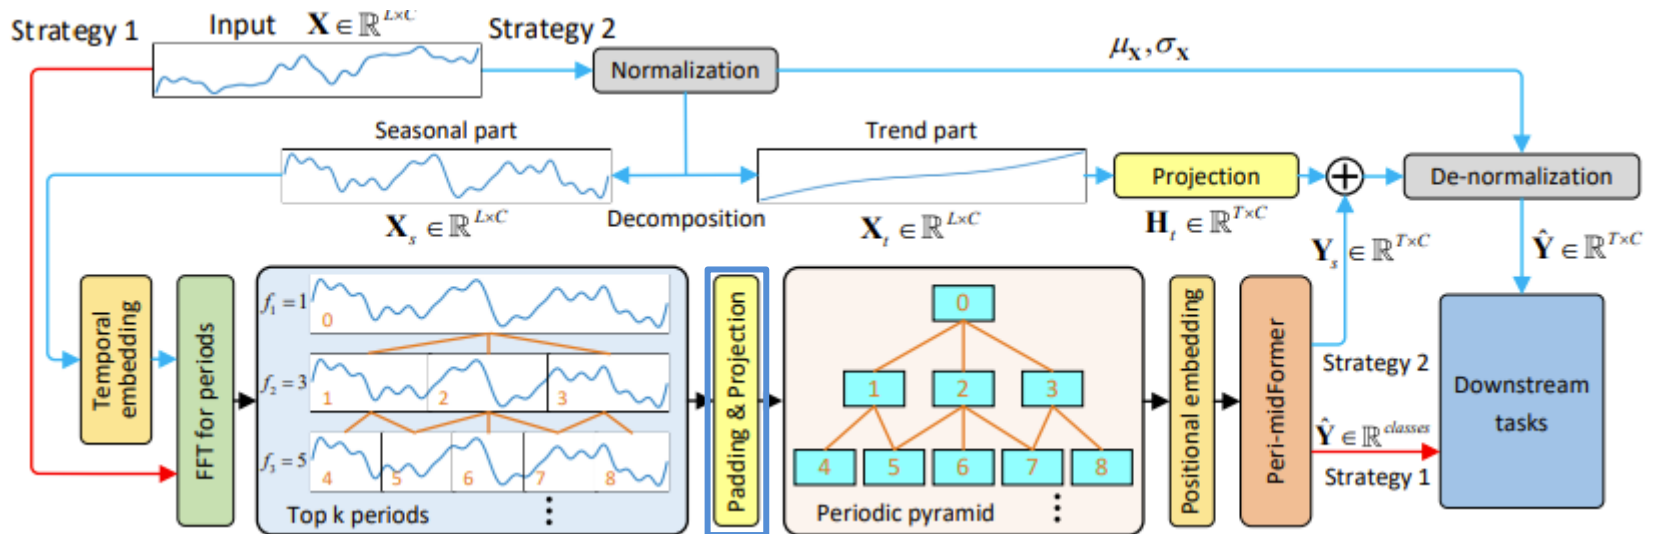 Strategy 1
Input X ∈ ℝ^{L×C}
Strategy 2
Normalization
μ_X, σ_X
Seasonal part
Trend part
Projection
De-normalization
X_s ∈ ℝ^{L×C}
Decomposition
X_t ∈ ℝ^{L×C}
H_t ∈ ℝ^{T×C}
Y_s ∈ ℝ^{T×C}
Ŷ ∈ ℝ^{T×C}
Temporal
embedding
FFT for periods
f_1 = 1
0
f_2 = 3
1 2 3
f_3 = 5
4 5 6 7 8
Top k periods
⋮
Padding & Projection
0
1 2 3
4 5 6 7 8
Periodic pyramid
⋮
Positional embedding
Peri-midFormer
Strategy 2
Ŷ ∈ ℝ^{classes}
Strategy 1
Downstream
tasks